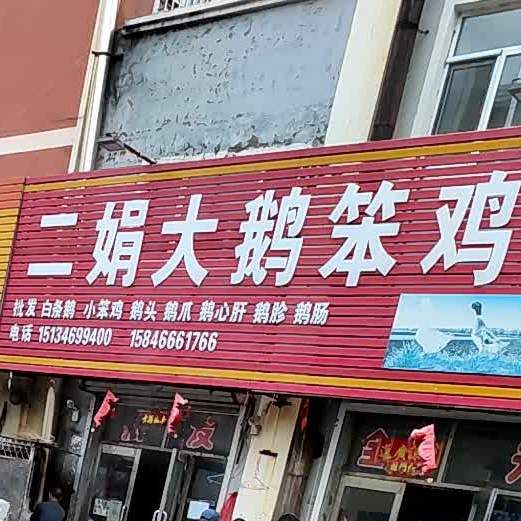 二娟大鹅笨鸡
批发 白条鹅 小笨鸡 鹅头 鹅爪 鹅心肝 鹅胗 鹅肠
电话 15134699400 15846661766